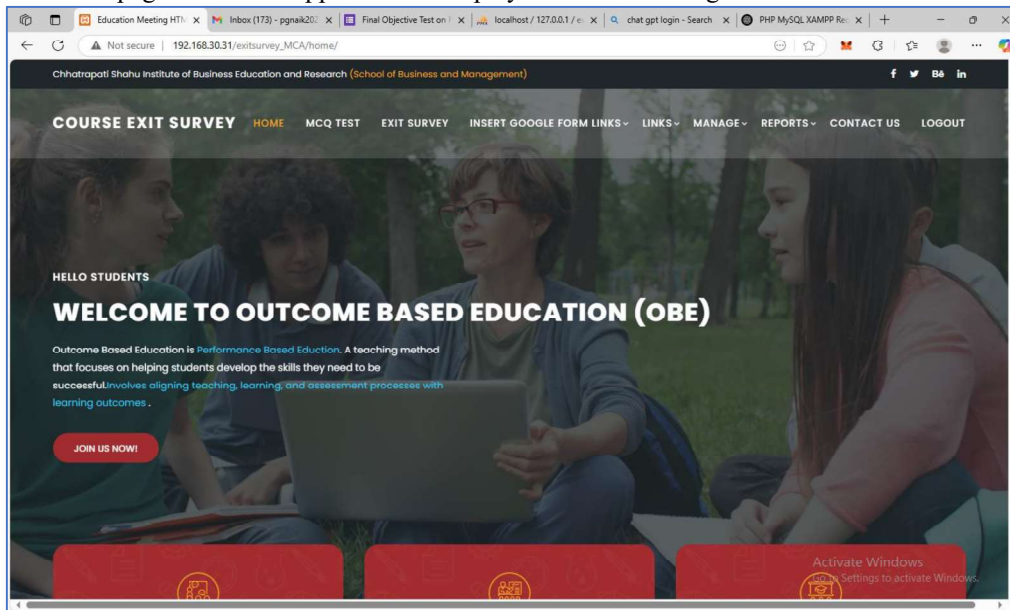 Education Meeting HTM
Inbox (173) - pgnaik202
Final Objective Test on
localhost / 127.0.0.1 / e
chat gpt login - Search
PHP MySQL XAMPP Re
Not secure | 192.168.30.31/exitsurvey_MCA/home/
Chhatrapati Shahu Institute of Business Education and Research (School of Business and Management)
COURSE EXIT SURVEY HOME MCQ TEST EXIT SURVEY INSERT GOOGLE FORM LINKS LINKS MANAGE REPORTS CONTACT US LOGOUT
HELLO STUDENTS
WELCOME TO OUTCOME BASED EDUCATION (OBE)
Outcome Based Education is Performance Based Eduction. A teaching method
that focuses on helping students develop the skills they need to be
successful.Involves aligning teaching, learning, and assessment processes with
learning outcomes .
JOIN US NOW!
Activate Windows
Go to Settings to activate Windows.